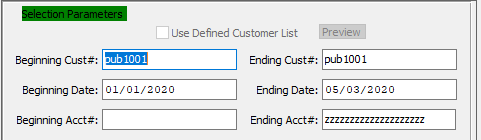 Selection Parameters
Use Defined Customer List Preview
Beginning Cust#: pub1001 Ending Cust#: pub1001
Beginning Date: 01/01/2020 Ending Date: 05/03/2020
Beginning Acct#: Ending Acct#: zzzzzzzzzzzzzzzzzzzz